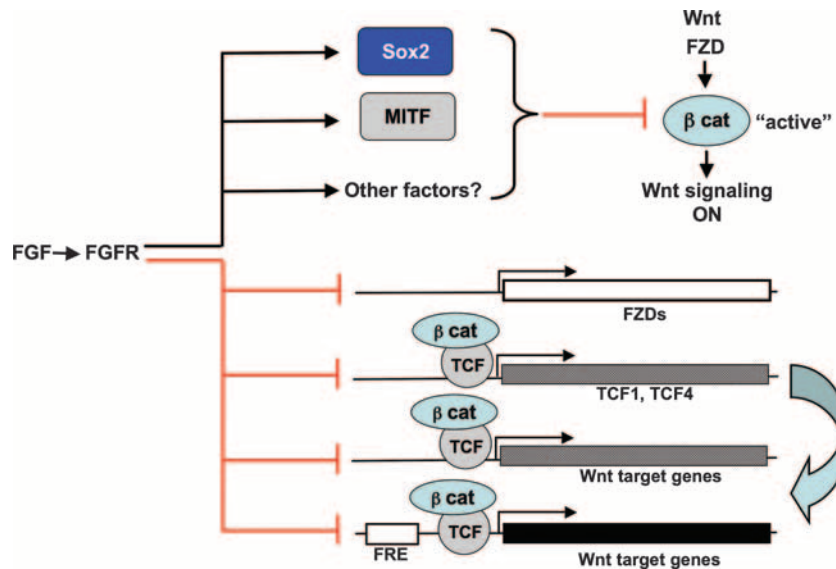 Wnt
FZD
Sox2
MITF
β cat
“active”
Other factors?
Wnt signaling
ON
FGF
FGFR
FZDs
β cat
TCF
TCF1, TCF4
β cat
TCF
Wnt target genes
β cat
TCF
FRE
Wnt target genes